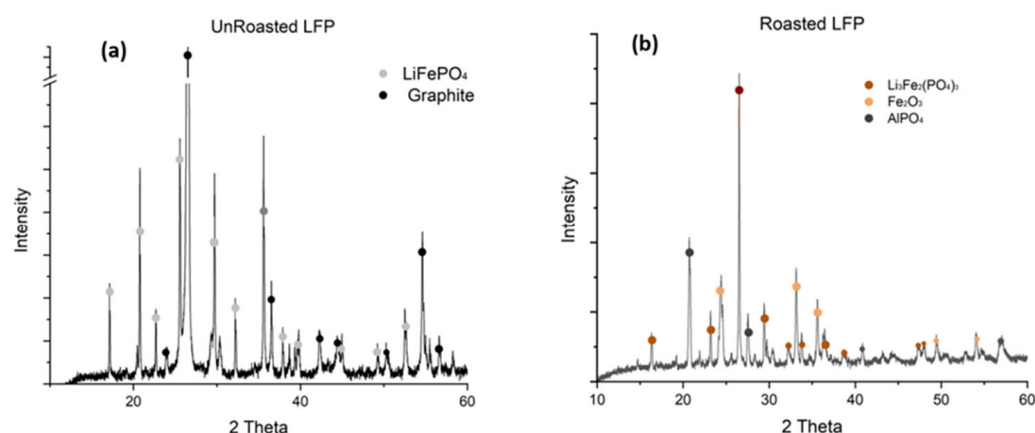 UnRoasted LFP
(a)
LiFePO₄
Graphite
Intensity
20
40
60
2 Theta
Roasted LFP
(b)
Li₃Fe₂(PO₄)₃
Fe₂O₃
AlPO₄
Intensity
10
20
30
40
50
60
2 Theta